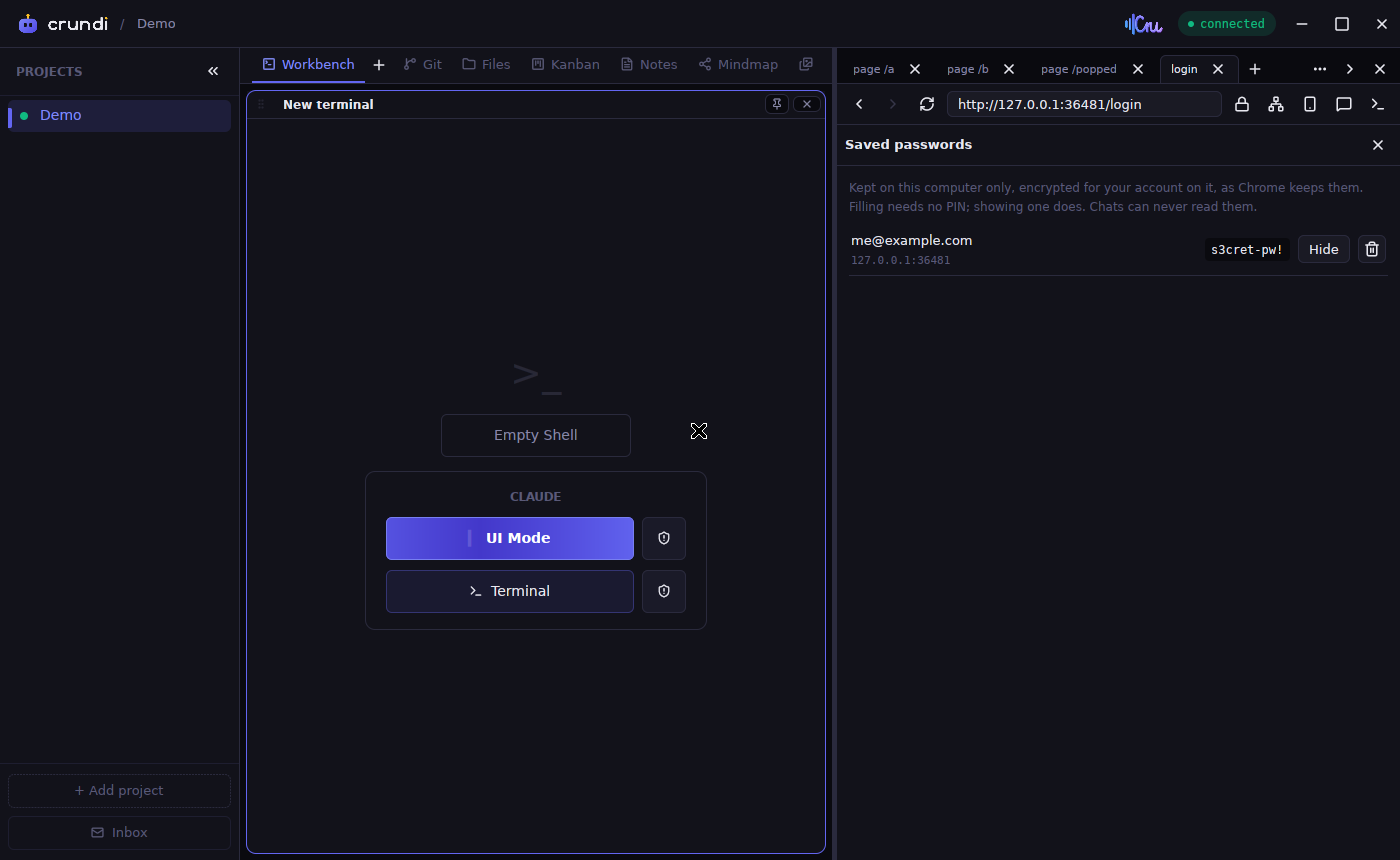 crundi / Demo
Cru
connected
PROJECTS
Demo
+ Add project
Inbox
Workbench
Git
Files
Kanban
Notes
Mindmap
New terminal
>_
Empty Shell
CLAUDE
UI Mode
Terminal
page /a
page /b
page /popped
login
http://127.0.0.1:36481/login
Saved passwords
Kept on this computer only, encrypted for your account on it, as Chrome keeps them.
Filling needs no PIN; showing one does. Chats can never read them.
me@example.com
127.0.0.1:36481
s3cret-pw!
Hide